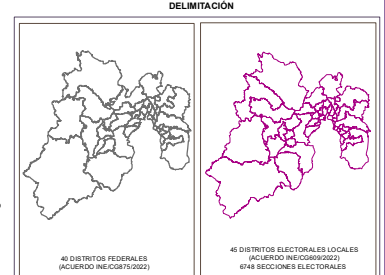 DELIMITACIÓN
40 DISTRITOS FEDERALES
(ACUERDO INE/CG875/2022)
45 DISTRITOS ELECTORALES LOCALES
(ACUERDO INE/CG609/2022)
6748 SECCIONES ELECTORALES